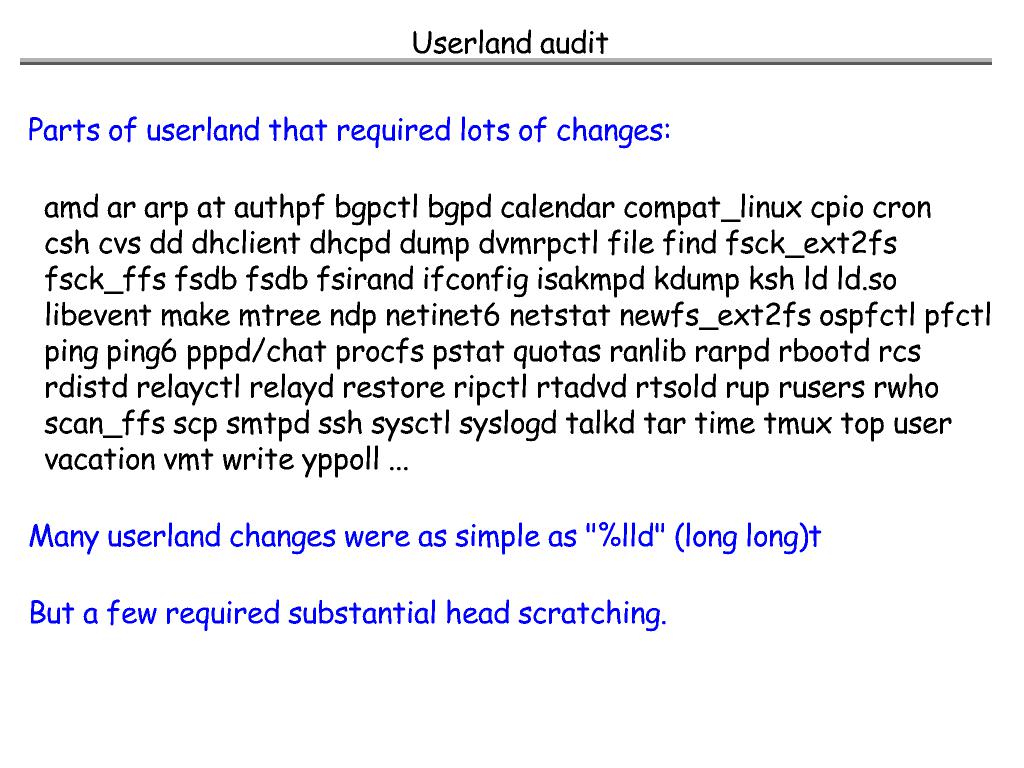 Userland audit
Parts of userland that required lots of changes:
amd ar arp at authpf bgpctl bgpd calendar compat_linux cpio cron
csh cvs dd dhclient dhcpd dump dvmrpctl file find fsck_ext2fs
fsck_ffs fsdb fsdb fsirand ifconfig isakmpd kdump ksh ld ld.so
libevent make mtree ndp netinet6 netstat newfs_ext2fs ospfctl pfctl
ping ping6 pppd/chat procfs pstat quotas ranlib rarpd rbootd rcs
rdistd relayctl relayd restore ripctl rtadvd rtsold rup rusers rwho
scan_ffs scp smtpd ssh sysctl syslogd talkd tar time tmux top user
vacation vmt write yppoll ...
Many userland changes were as simple as "%lld" (long long)t
But a few required substantial head scratching.